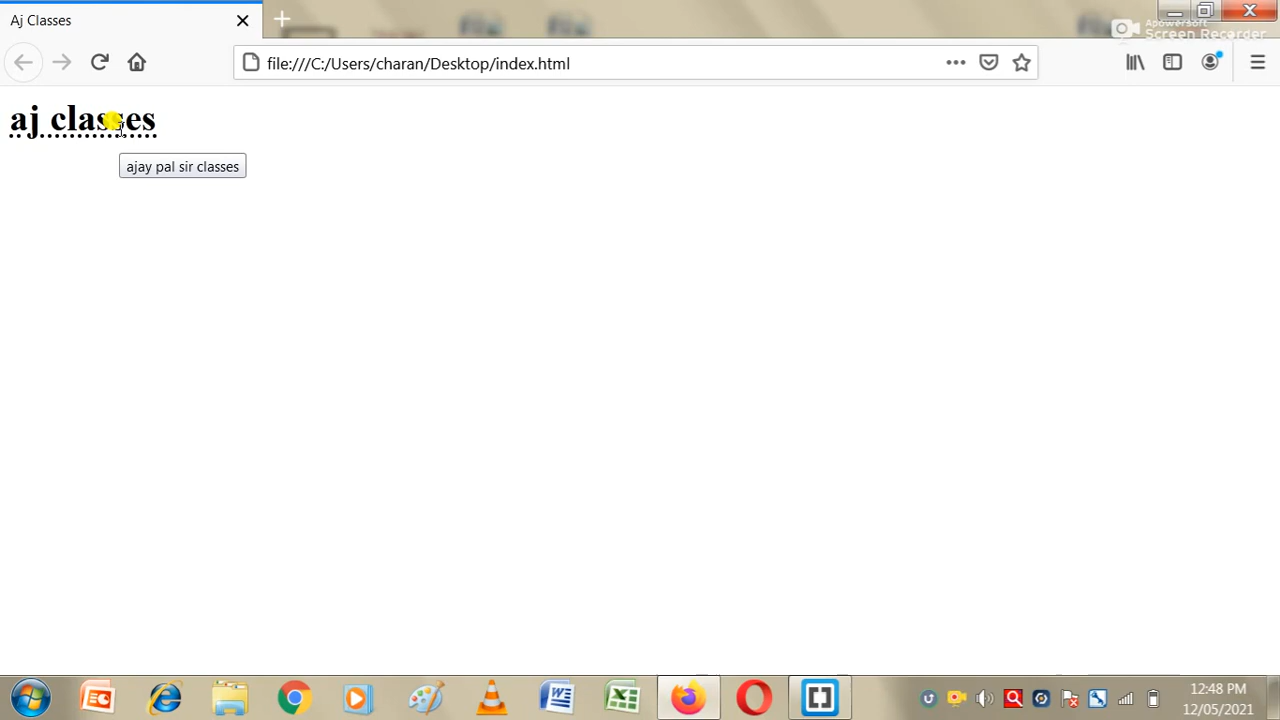 Aj Classes
Apowersoft
Screen Recorder
file:///C:/Users/charan/Desktop/index.html
aj classes
ajay pal sir classes
12:48 PM
12/05/2021